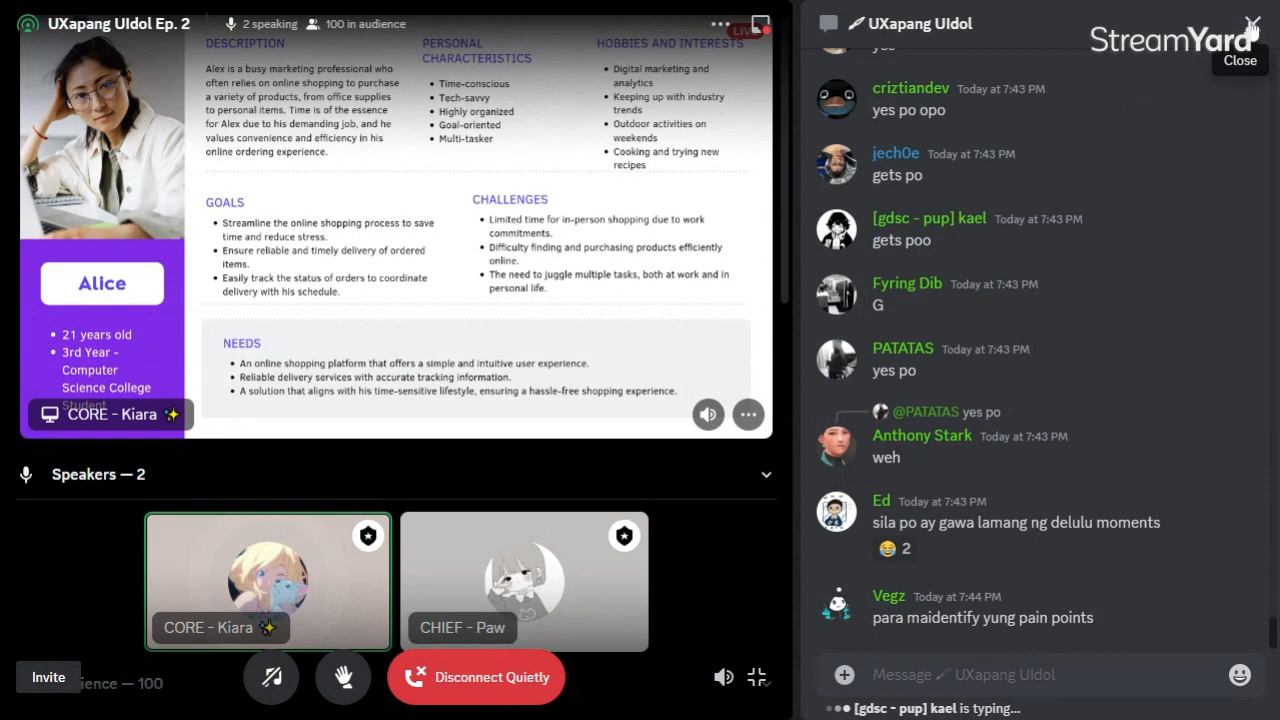 UXapang UIdol Ep. 2
2 speaking
100 in audience
LIVE
DESCRIPTION
Alex is a busy marketing professional who
often relies on online shopping to purchase
a variety of products, from office supplies
to personal items. Time is of the essence
for Alex due to his demanding job, and he
values convenience and efficiency in his
online ordering experience.
PERSONAL
CHARACTERISTICS
• Time-conscious
• Tech-savvy
• Highly organized
• Goal-oriented
• Multi-tasker
HOBBIES AND INTERESTS
• Digital marketing and
analytics
• Keeping up with industry
trends
• Outdoor activities on
weekends
• Cooking and trying new
recipes
GOALS
• Streamline the online shopping process to save
time and reduce stress.
• Ensure reliable and timely delivery of ordered
items.
• Easily track the status of orders to coordinate
delivery with his schedule.
CHALLENGES
• Limited time for in-person shopping due to work
commitments.
• Difficulty finding and purchasing products efficiently
online.
• The need to juggle multiple tasks, both at work and in
personal life.
Alice
• 21 years old
• 3rd Year -
Computer
Science College
Student
NEEDS
• An online shopping platform that offers a simple and intuitive user experience.
• Reliable delivery services with accurate tracking information.
• A solution that aligns with his time-sensitive lifestyle, ensuring a hassle-free shopping experience.
CORE - Kiara ✨
Speakers — 2
CORE - Kiara ✨
CHIEF - Paw
Invite
ience — 100
Disconnect Quietly
🖋 UXapang UIdol
StreamYard
Close
yes
criztiandev Today at 7:43 PM
yes po opo
jech0e Today at 7:43 PM
gets po
[gdsc - pup] kael Today at 7:43 PM
gets poo
Fyring Dib Today at 7:43 PM
G
PATATAS Today at 7:43 PM
yes po
@PATATAS yes po
Anthony Stark Today at 7:43 PM
weh
Ed Today at 7:43 PM
sila po ay gawa lamang ng delulu moments
😂 2
Vegz Today at 7:44 PM
para maidentify yung pain points
Message 🖋 UXapang UIdol
[gdsc - pup] kael is typing...